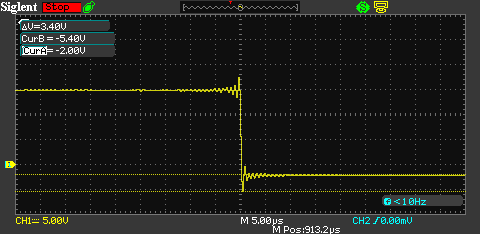 Siglent Stop
ΔV=3.40V
CurB=-5.40V
CurA=-2.00V
<10Hz
CH1 5.00V M 5.00µs CH2 0.00mV
M Pos:913.2µs